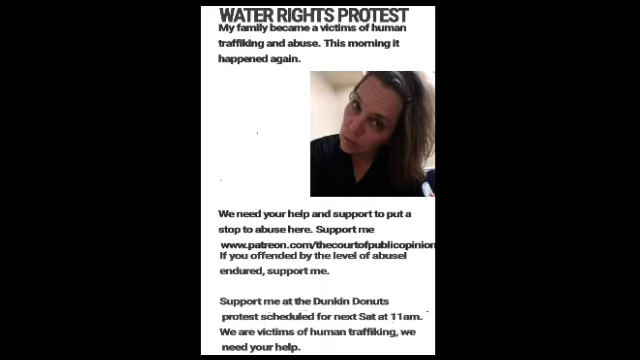 WATER RIGHTS PROTEST
My family became a victims of human
traffiking and abuse. This morning it
happened again.
We need your help and support to put a
stop to abuse here. Support me
www.patreon.com/thecourtofpublicopinion
If you offended by the level of abusel
endured, support me.
Support me at the Dunkin Donuts
protest scheduled for next Sat at 11am.
We are victims of human traffiking, we
need your help.